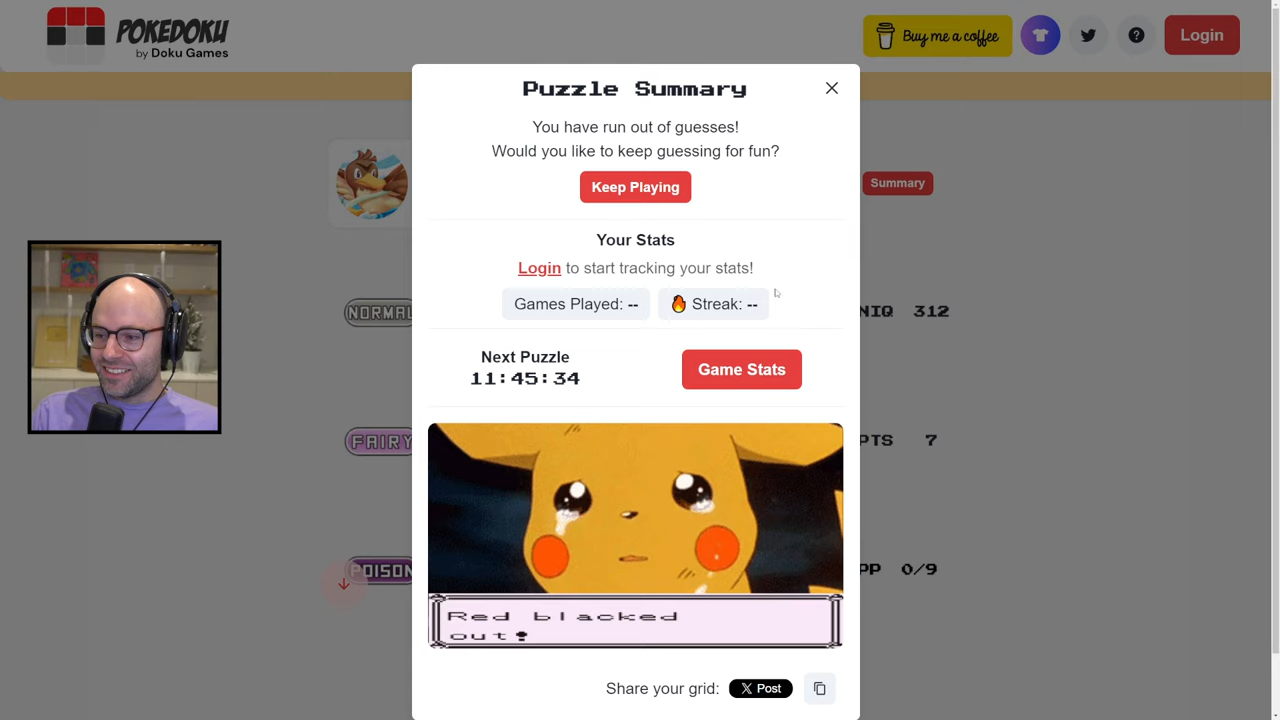 POKEDOKU
by Doku Games
Buy me a coffee
Login
Puzzle Summary
You have run out of guesses!
Would you like to keep guessing for fun?
Keep Playing
Summary
Your Stats
Login to start tracking your stats!
Games Played: --
Streak: --
NORMAL
NIQ 312
Next Puzzle
11:45:34
Game Stats
FAIRY
PTS 7
POISON
PP 0/9
Red blacked
out!
Share your grid:
Post